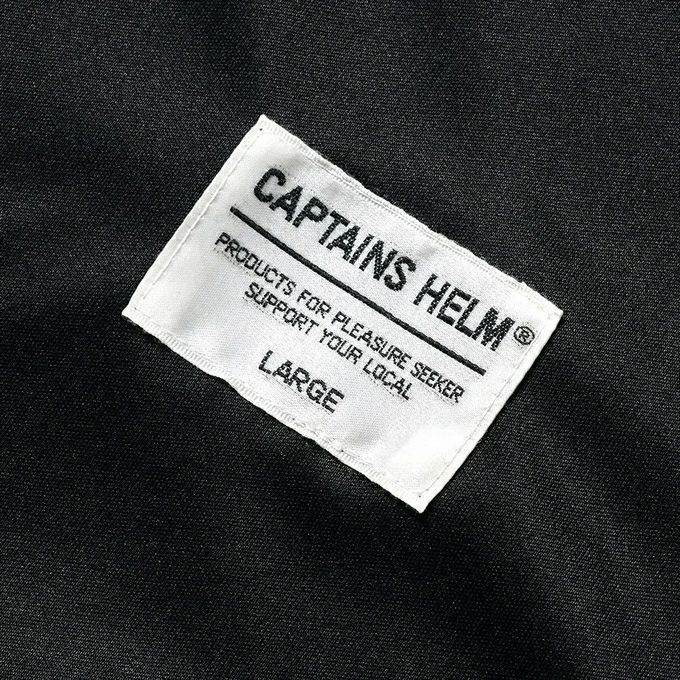 CAPTAINS HELM®
PRODUCTS FOR PLEASURE SEEKER
SUPPORT YOUR LOCAL
LARGE